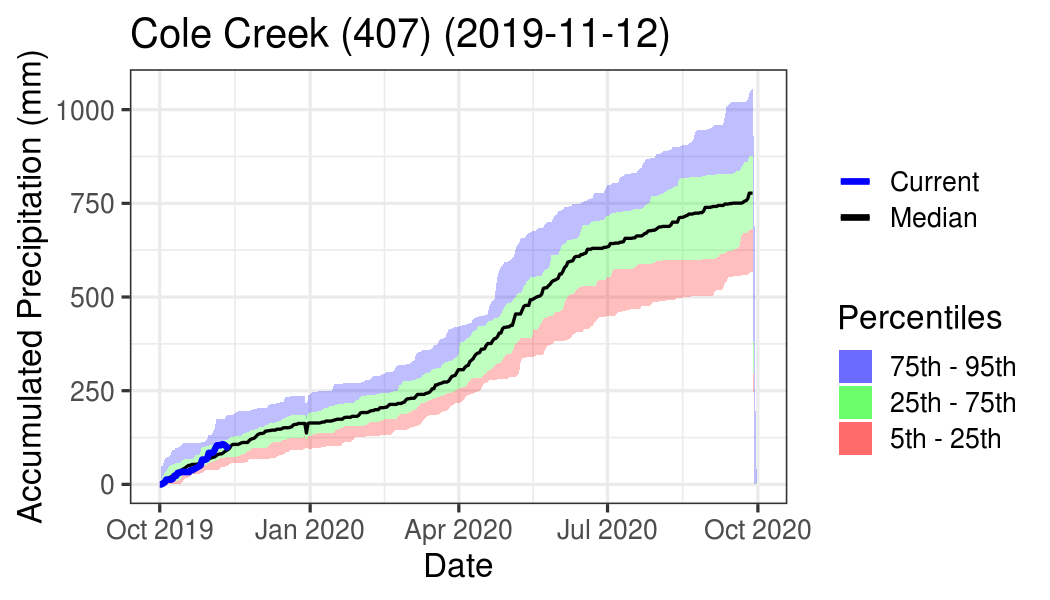 Cole Creek (407) (2019-11-12)
Accumulated Precipitation (mm)
1000
750
500
250
0
Oct 2019
Jan 2020
Apr 2020
Jul 2020
Oct 2020
Date
Current
Median
Percentiles
75th - 95th
25th - 75th
5th - 25th